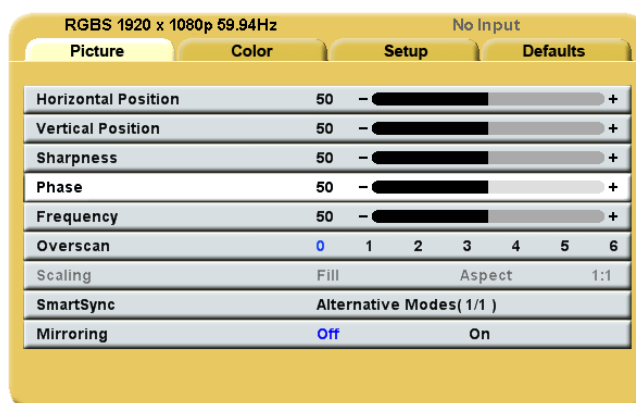 RGBS 1920 x 1080p 59.94Hz No Input
Picture Color Setup Defaults
Horizontal Position 50 - +
Vertical Position 50 - +
Sharpness 50 - +
Phase 50 - +
Frequency 50 - +
Overscan 0 1 2 3 4 5 6
Scaling Fill Aspect 1:1
SmartSync Alternative Modes( 1/1 )
Mirroring Off On